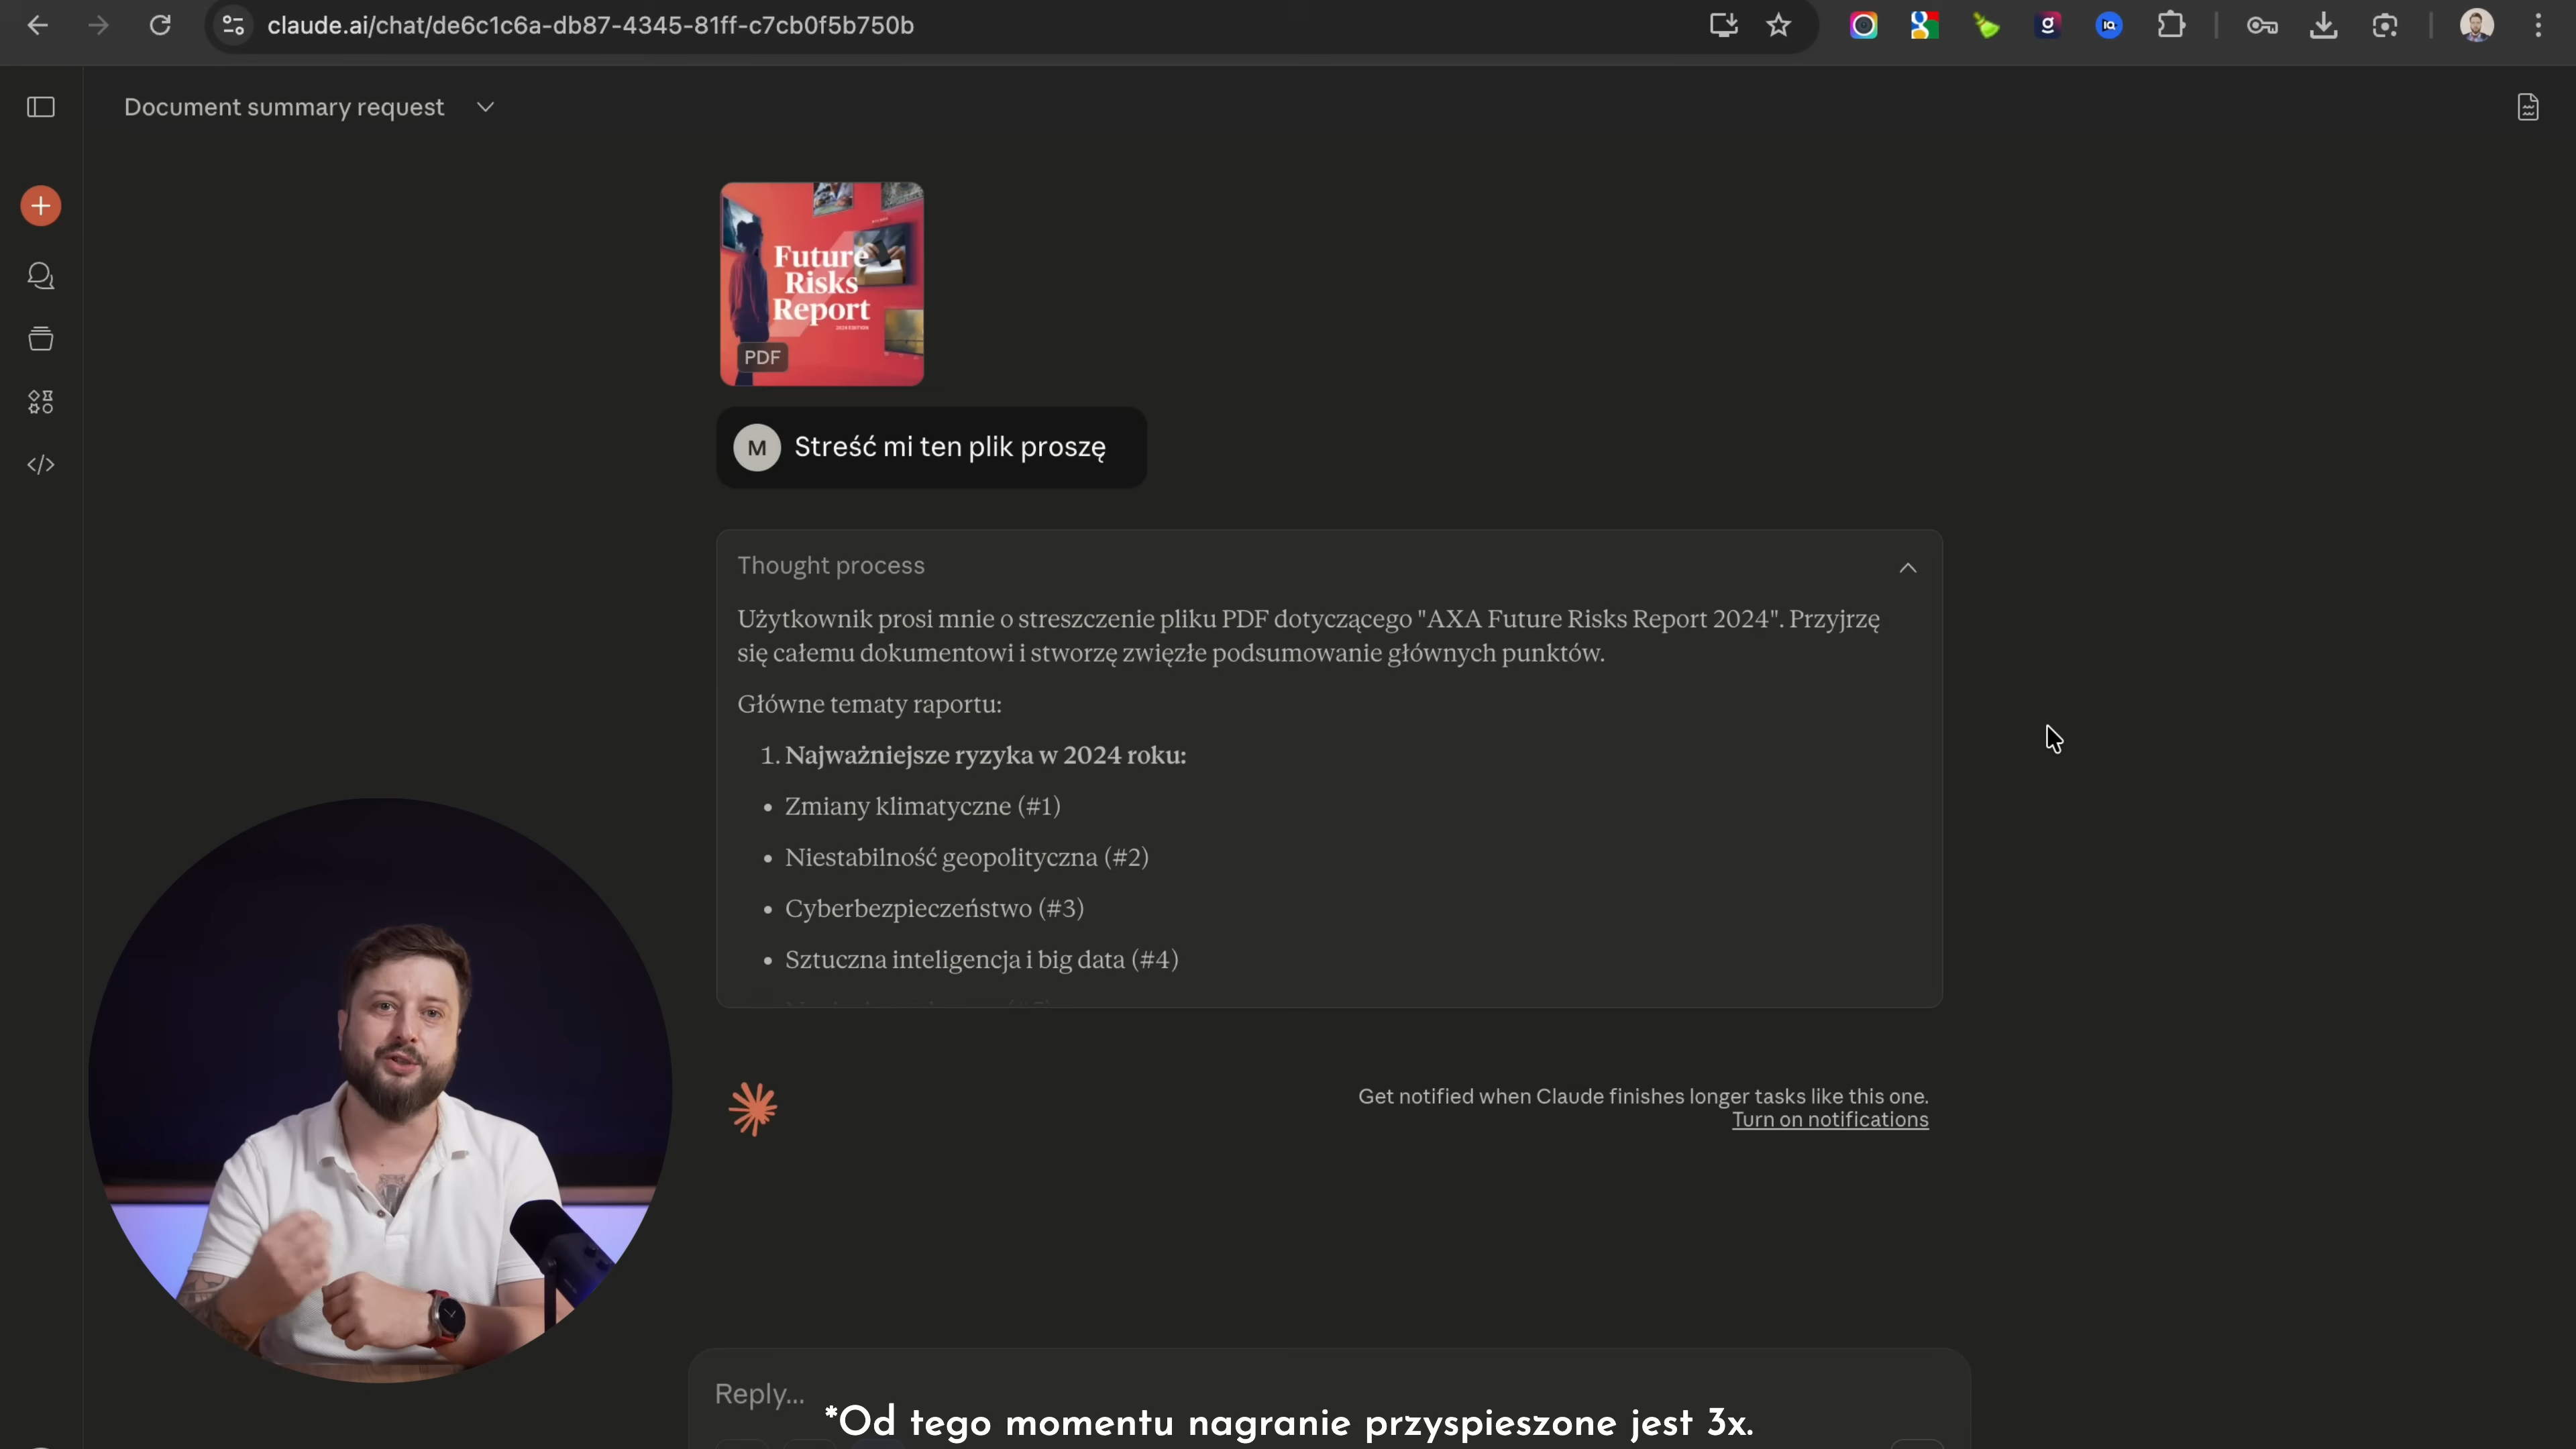 claude.ai/chat/de6c1c6a-db87-4345-81ff-c7cb0f5b750b
Document summary request
Future
Risks
Report
2024 EDITION
PDF
M
Streść mi ten plik proszę
Thought process
Użytkownik prosi mnie o streszczenie pliku PDF dotyczącego "AXA Future Risks Report 2024". Przyjrzę
się całemu dokumentowi i stworzę zwięzłe podsumowanie głównych punktów.
Główne tematy raportu:
1. Najważniejsze ryzyka w 2024 roku:
• Zmiany klimatyczne (#1)
• Niestabilność geopolityczna (#2)
• Cyberbezpieczeństwo (#3)
• Sztuczna inteligencja i big data (#4)
Get notified when Claude finishes longer tasks like this one.
Turn on notifications
Reply...
*Od tego momentu nagranie przyspieszone jest 3x.